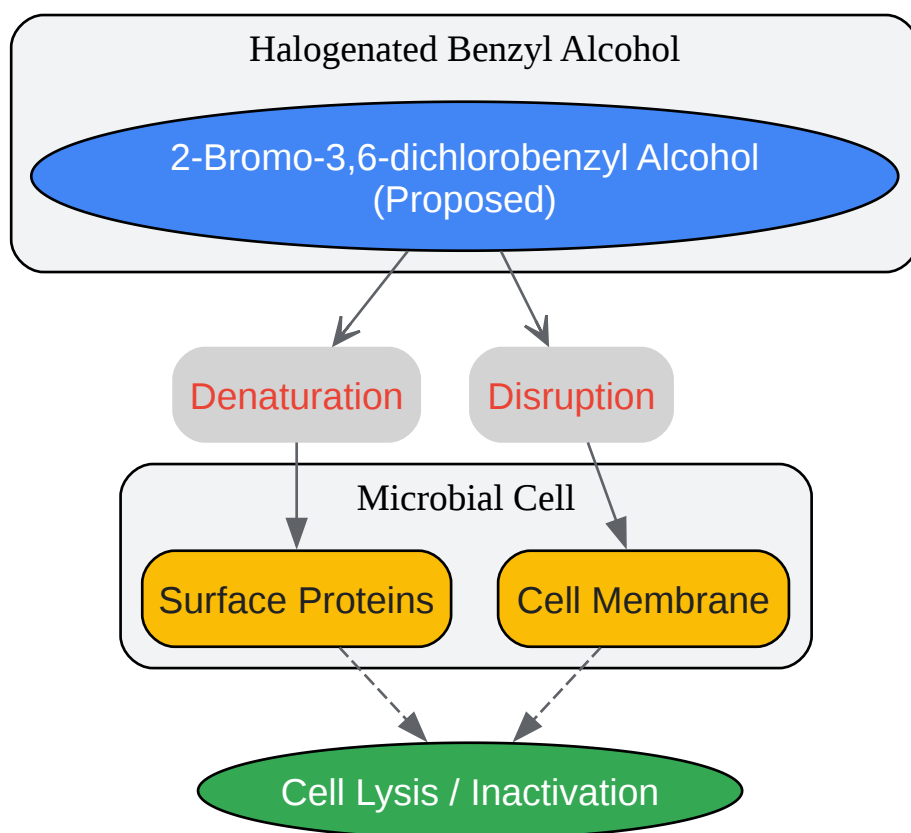 Halogenated Benzyl Alcohol
2-Bromo-3,6-dichlorobenzyl Alcohol
(Proposed)
Denaturation
Disruption
Microbial Cell
Surface Proteins
Cell Membrane
Cell Lysis / Inactivation